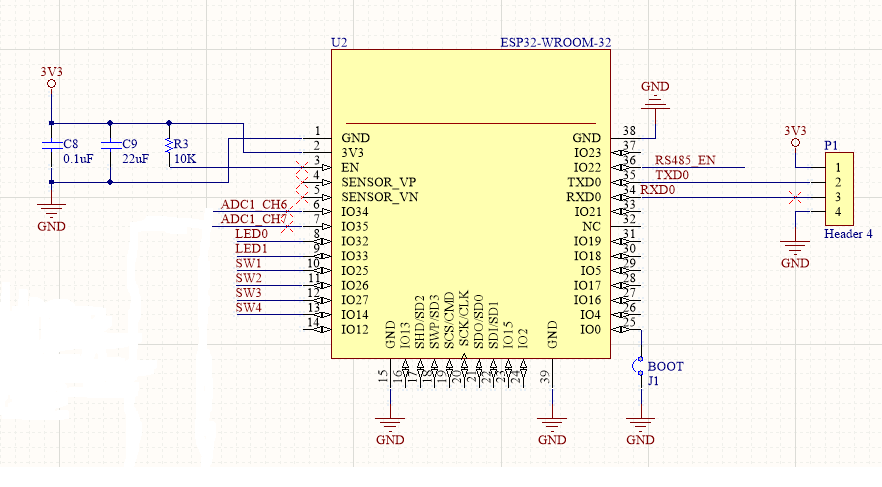 U2
ESP32-WROOM-32
3V3
C8
0.1uF
C9
22uF
R3
10K
GND
1 GND
2 3V3
3 EN
4 SENSOR_VP
5 SENSOR_VN
ADC1_CH6 6 IO34
ADC1_CH7 7 IO35
LED0 8 IO32
LED1 9 IO33
SW1 10 IO25
SW2 11 IO26
SW3 12 IO27
SW4 13 IO14
14 IO12
GND 38
IO23 37
IO22 36 RS485_EN
TXD0 35 TXD0
RXD0 34 RXD0
IO21 33
NC 32
IO19 31
IO18 30
IO5 29
IO17 28
IO16 27
IO4 26
IO0 25
GND
3V3
P1
1
2
3
4
Header 4
GND
GND
IO13
SHD/SD2
SWP/SD3
SCS/CMD
SCK/CLK
SDO/SD0
SDI/SD1
IO15
IO2
GND
15
16
17
18
19
20
21
22
23
24
39
BOOT
J1
GND
GND
GND